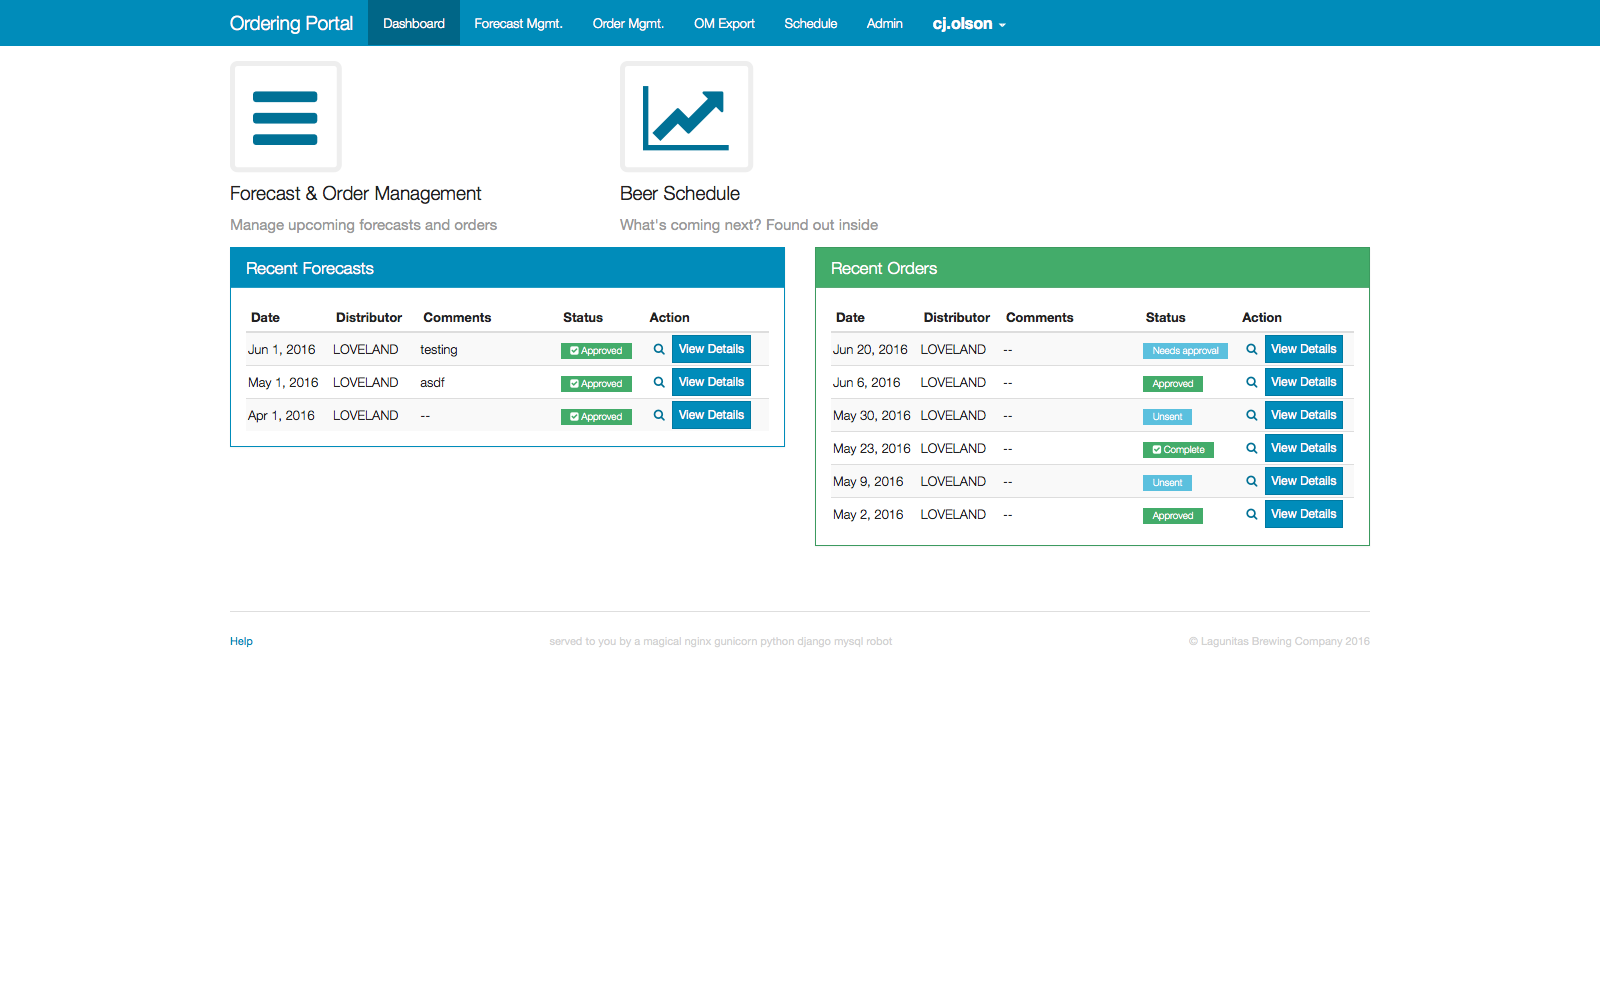 Ordering Portal Dashboard Forecast Mgmt. Order Mgmt. OM Export Schedule Admin cj.olson
Forecast & Order Management
Manage upcoming forecasts and orders
Beer Schedule
What's coming next? Found out inside
Recent Forecasts
Date Distributor Comments Status Action
Jun 1, 2016 LOVELAND testing Approved View Details
May 1, 2016 LOVELAND asdf Approved View Details
Apr 1, 2016 LOVELAND -- Approved View Details
Recent Orders
Date Distributor Comments Status Action
Jun 20, 2016 LOVELAND -- Needs approval View Details
Jun 6, 2016 LOVELAND -- Approved View Details
May 30, 2016 LOVELAND -- Unsent View Details
May 23, 2016 LOVELAND -- Complete View Details
May 9, 2016 LOVELAND -- Unsent View Details
May 2, 2016 LOVELAND -- Approved View Details
Help served to you by a magical nginx gunicorn python django mysql robot © Lagunitas Brewing Company 2016